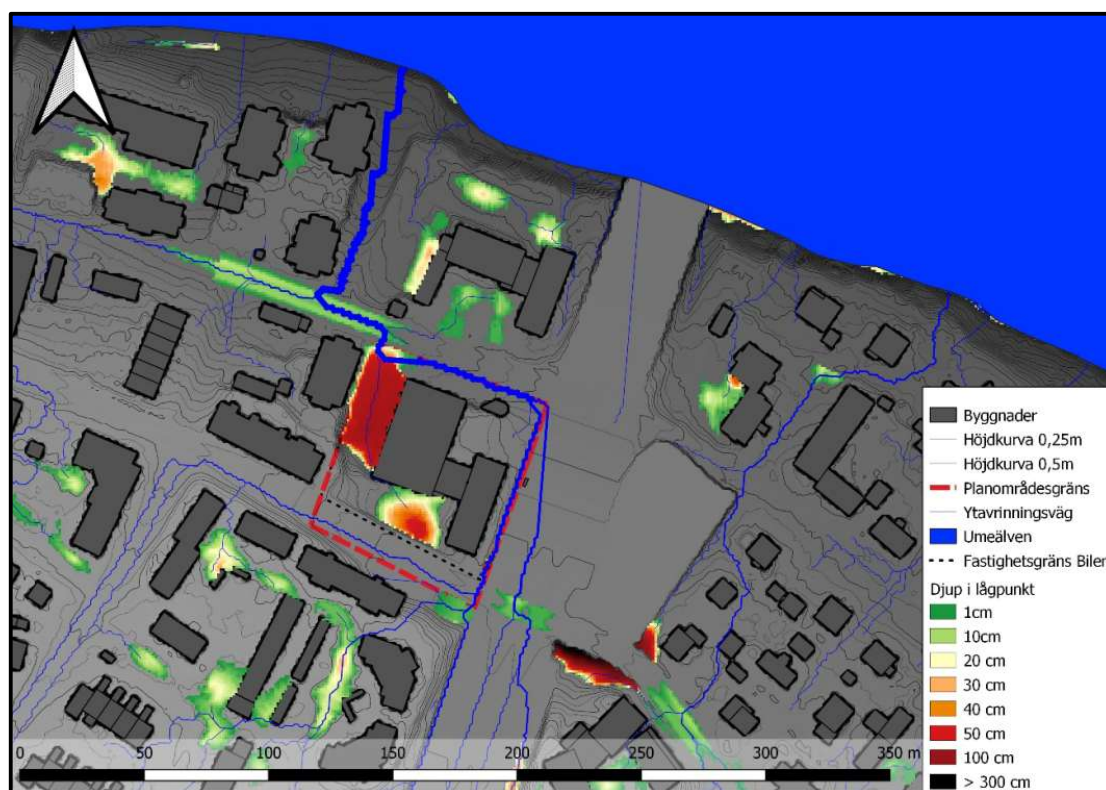 Byggnader
Höjdkurva 0,25m
Höjdkurva 0,5m
Planområdesgräns
Ytavrinningsväg
Umeälven
Fastighetsgräns Bilen
Djup i lågpunkt
1cm
10cm
20 cm
30 cm
40 cm
50 cm
100 cm
> 300 cm
0 50 100 150 200 250 300 350 m